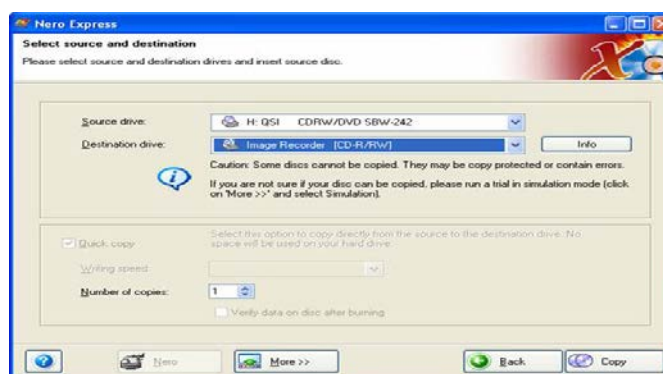 Nero Express
Select source and destination
Please select source and destination drives and insert source disc.
Source drive: H: QSI CDRW/DVD SBW-242
Destination drive: Image Recorder [CD-R/RW] Info
Caution: Some discs cannot be copied. They may be copy protected or contain errors.
If you are not sure if your disc can be copied, please run a trial in simulation mode (click
on 'More >>' and select Simulation).
Quick copy Select this option to copy directly from the source to the destination drive. No
space will be used on your hard drive.
Writing speed:
Number of copies: 1
Verify data on disc after burning
Nero More >> Back Copy